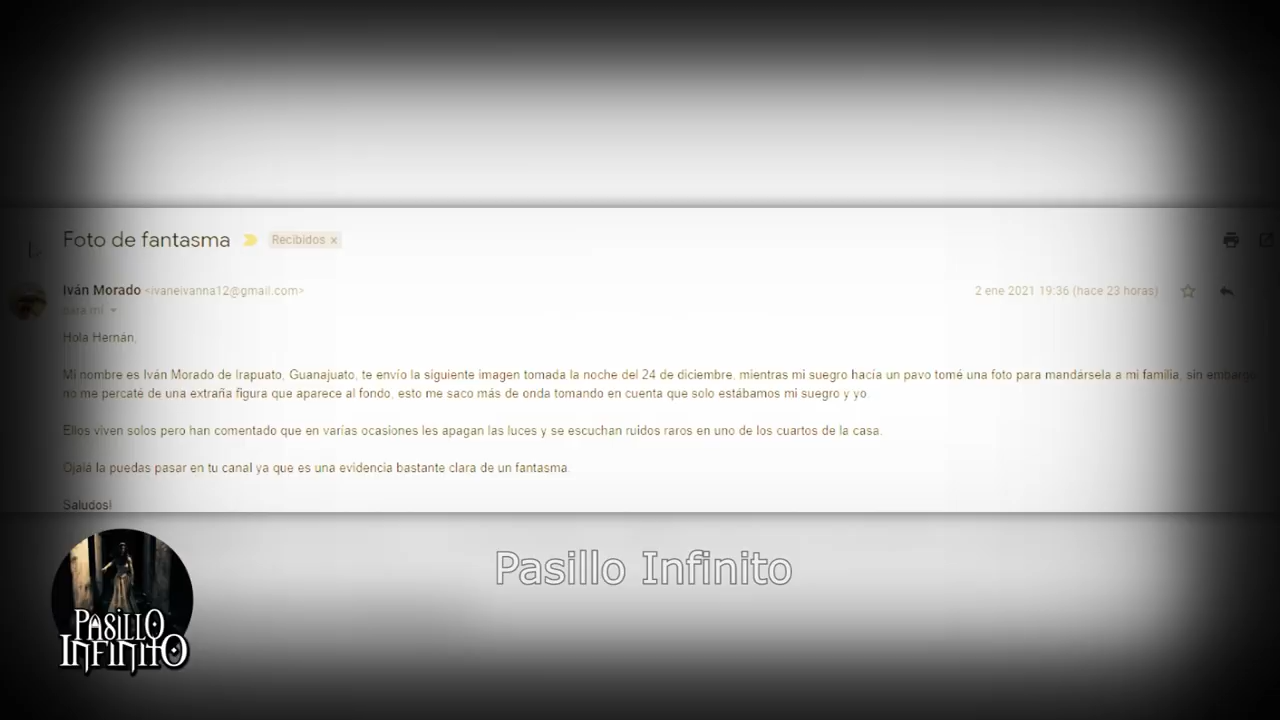 Foto de fantasma
Recibidos x
Iván Morado <ivaneivanna12@gmail.com>
2 ene 2021 19:36 (hace 23 horas)
para mí
Hola Hernán,
Mi nombre es Iván Morado de Irapuato, Guanajuato, te envío la siguiente imagen tomada la noche del 24 de diciembre, mientras mi suegro hacía un pavo tomé una foto para mandársela a mi familia, sin embargo
no me percaté de una extraña figura que aparece al fondo, esto me saco más de onda tomando en cuenta que solo estábamos mi suegro y yo
Ellos viven solos pero han comentado que en varías ocasiones les apagan las luces y se escuchan ruidos raros en uno de los cuartos de la casa.
Ojalá la puedas pasar en tu canal ya que es una evidencia bastante clara de un fantasma.
Saludos!
Pasillo Infinito
PASILLO
INFINITO